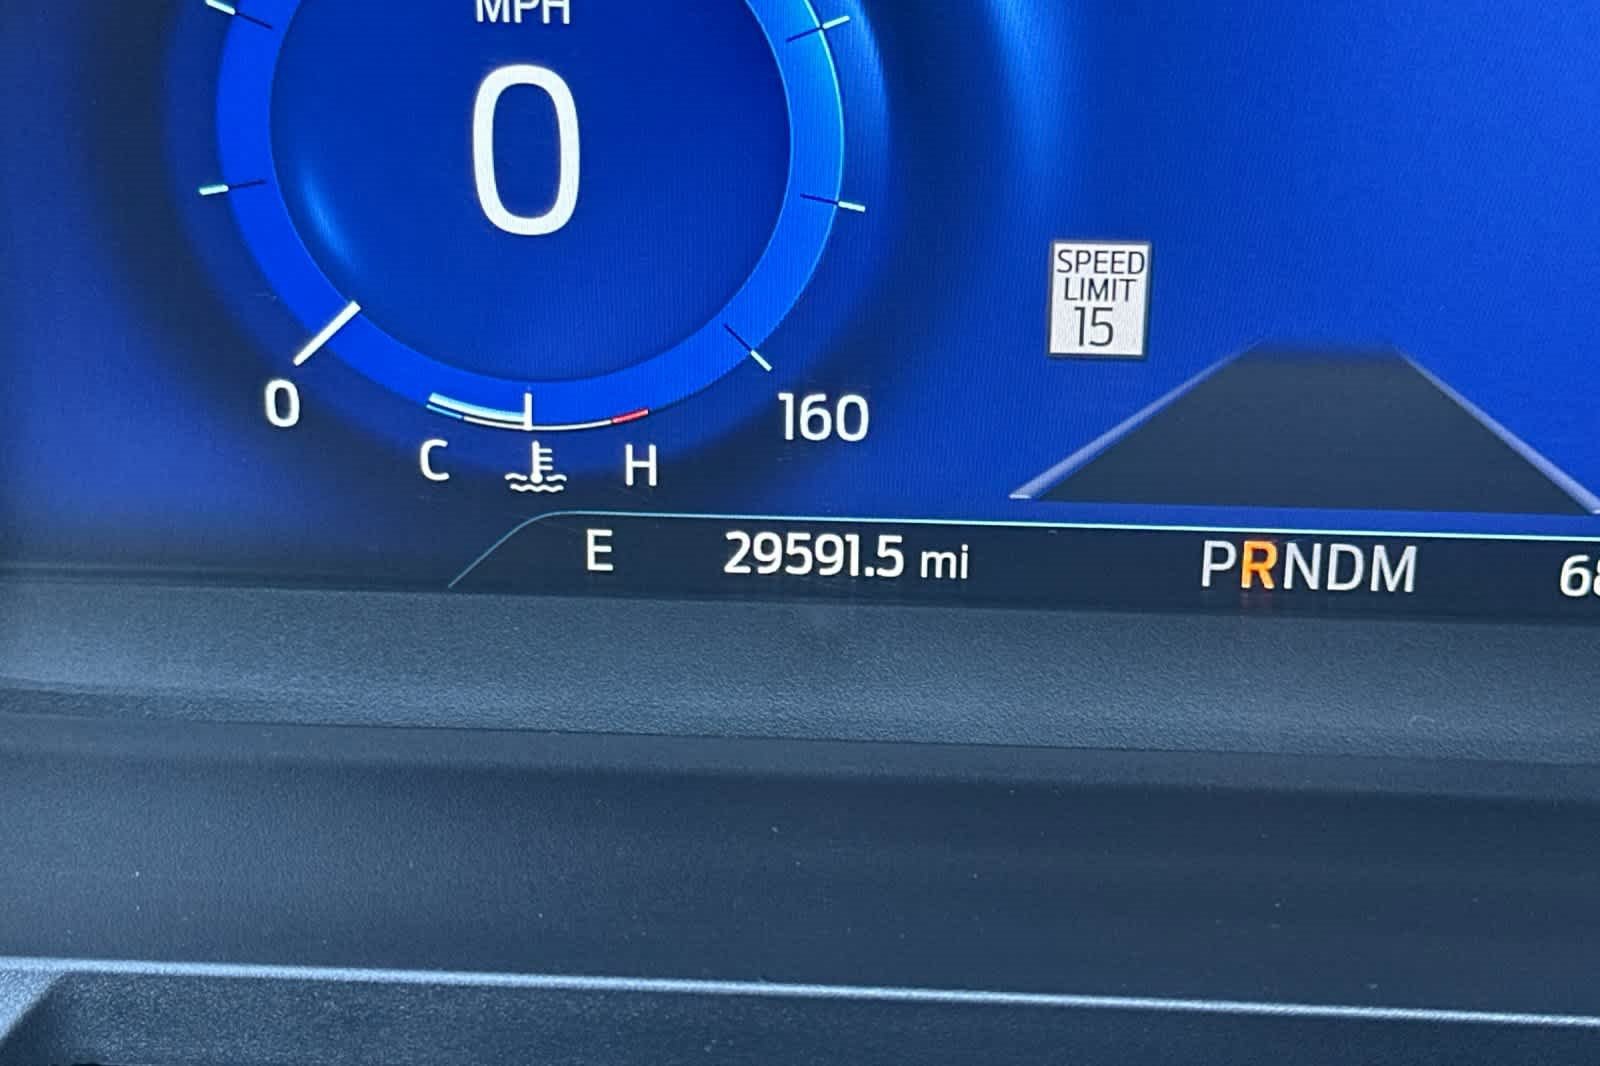 MPH
0
SPEED
LIMIT
15
0
160
C H
E 29591.5 mi PRNDM